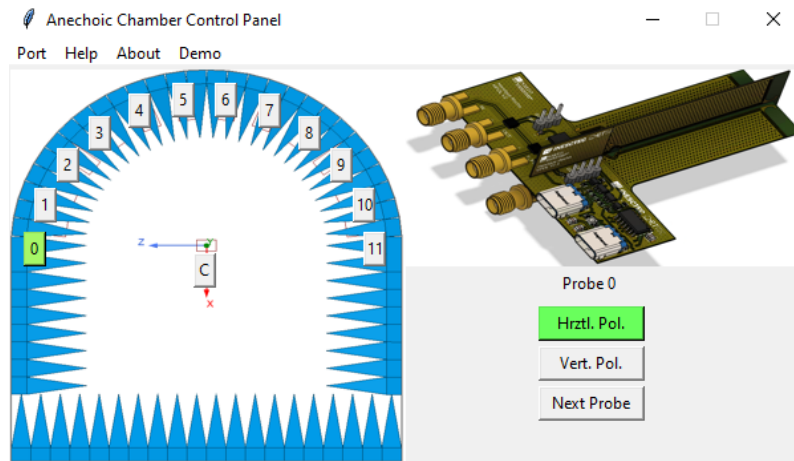 Anechoic Chamber Control Panel
Port Help About Demo
5 6
4 7
3 8
2 9
1 10
0 11
z y
C
x
Probe 0
Hrztl. Pol.
Vert. Pol.
Next Probe